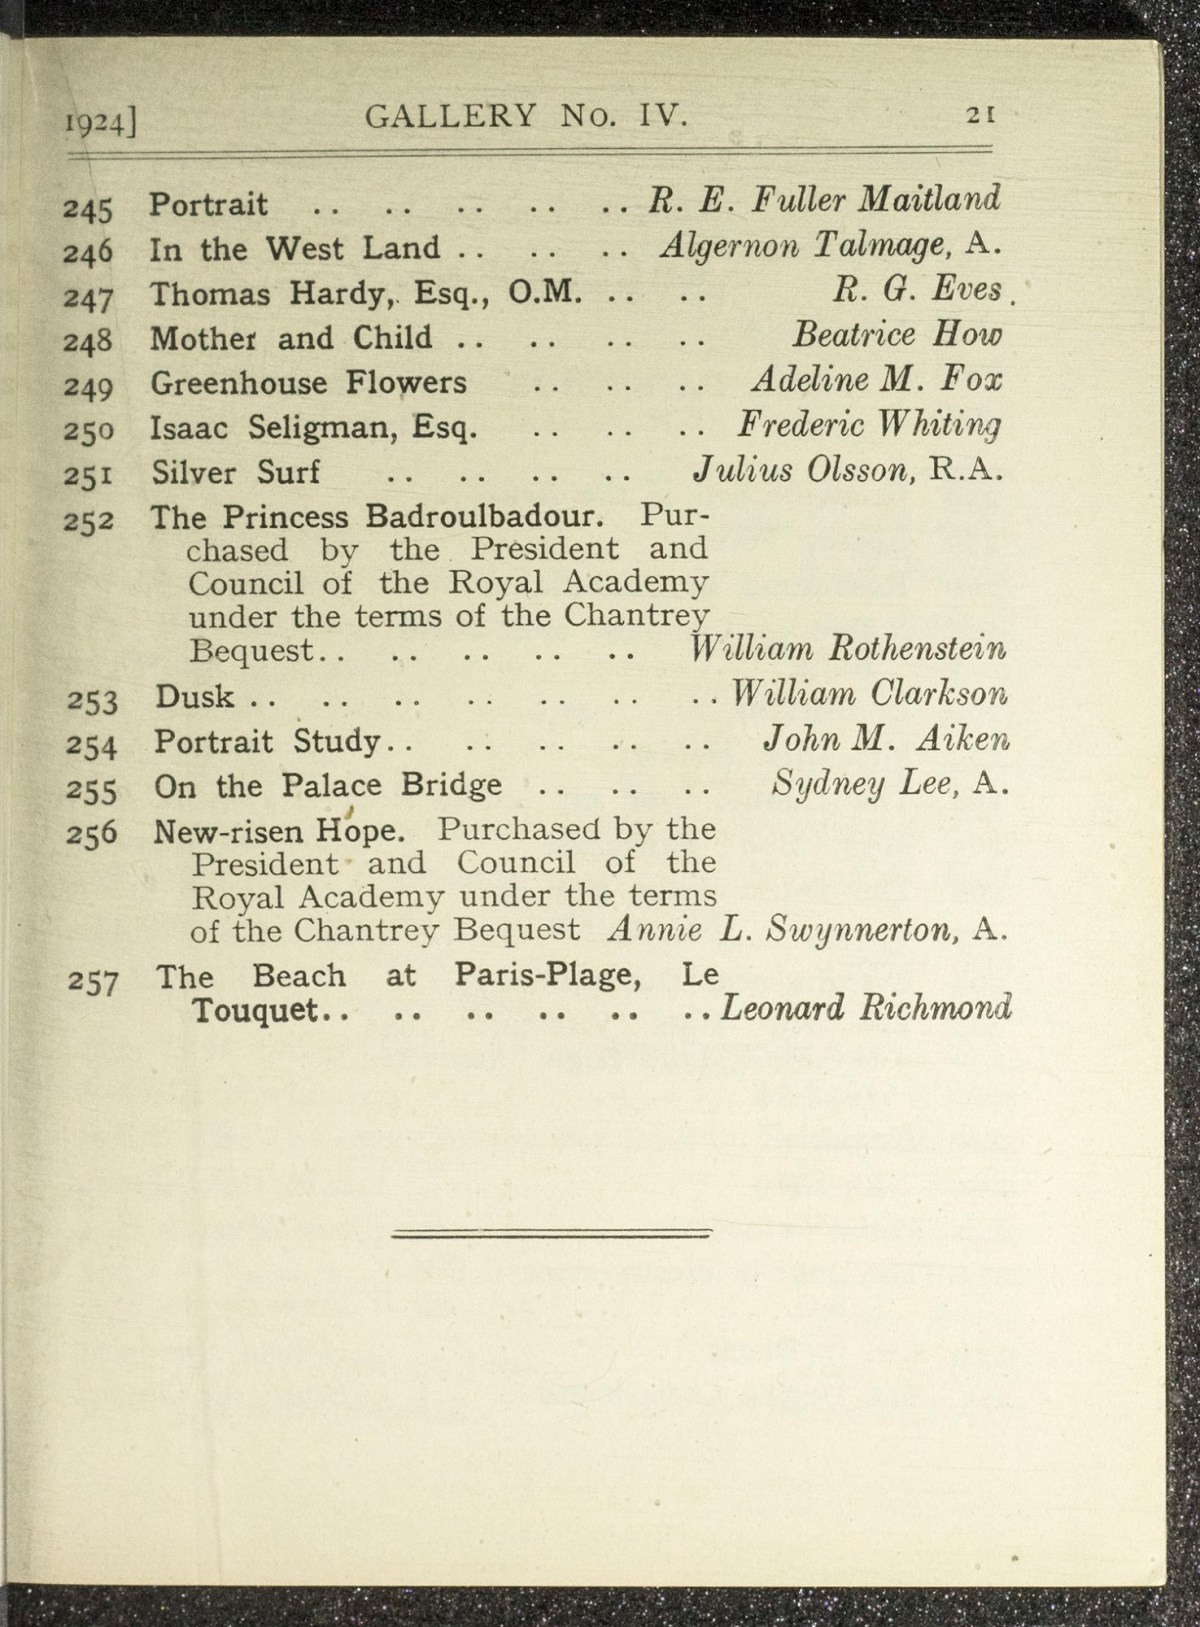 1924] GALLERY No. IV. 21
245 Portrait .. .. .. .. .. R. E. Fuller Maitland
246 In the West Land .. .. .. Algernon Talmage, A.
247 Thomas Hardy, Esq., O.M. .. .. R. G. Eves.
248 Mother and Child .. .. .. .. Beatrice How
249 Greenhouse Flowers .. .. .. Adeline M. Fox
250 Isaac Seligman, Esq. .. .. .. Frederic Whiting
251 Silver Surf .. .. .. .. Julius Olsson, R.A.
252 The Princess Badroulbadour. Pur-
chased by the President and
Council of the Royal Academy
under the terms of the Chantrey
Bequest.. .. .. .. .. William Rothenstein
253 Dusk .. .. .. .. .. .. .. William Clarkson
254 Portrait Study.. .. .. .. .. John M. Aiken
255 On the Palace Bridge .. .. .. Sydney Lee, A.
256 New-risen Hope. Purchased by the
President and Council of the
Royal Academy under the terms
of the Chantrey Bequest Annie L. Swynnerton, A.
257 The Beach at Paris-Plage, Le
Touquet.. .. .. .. .. .. Leonard Richmond